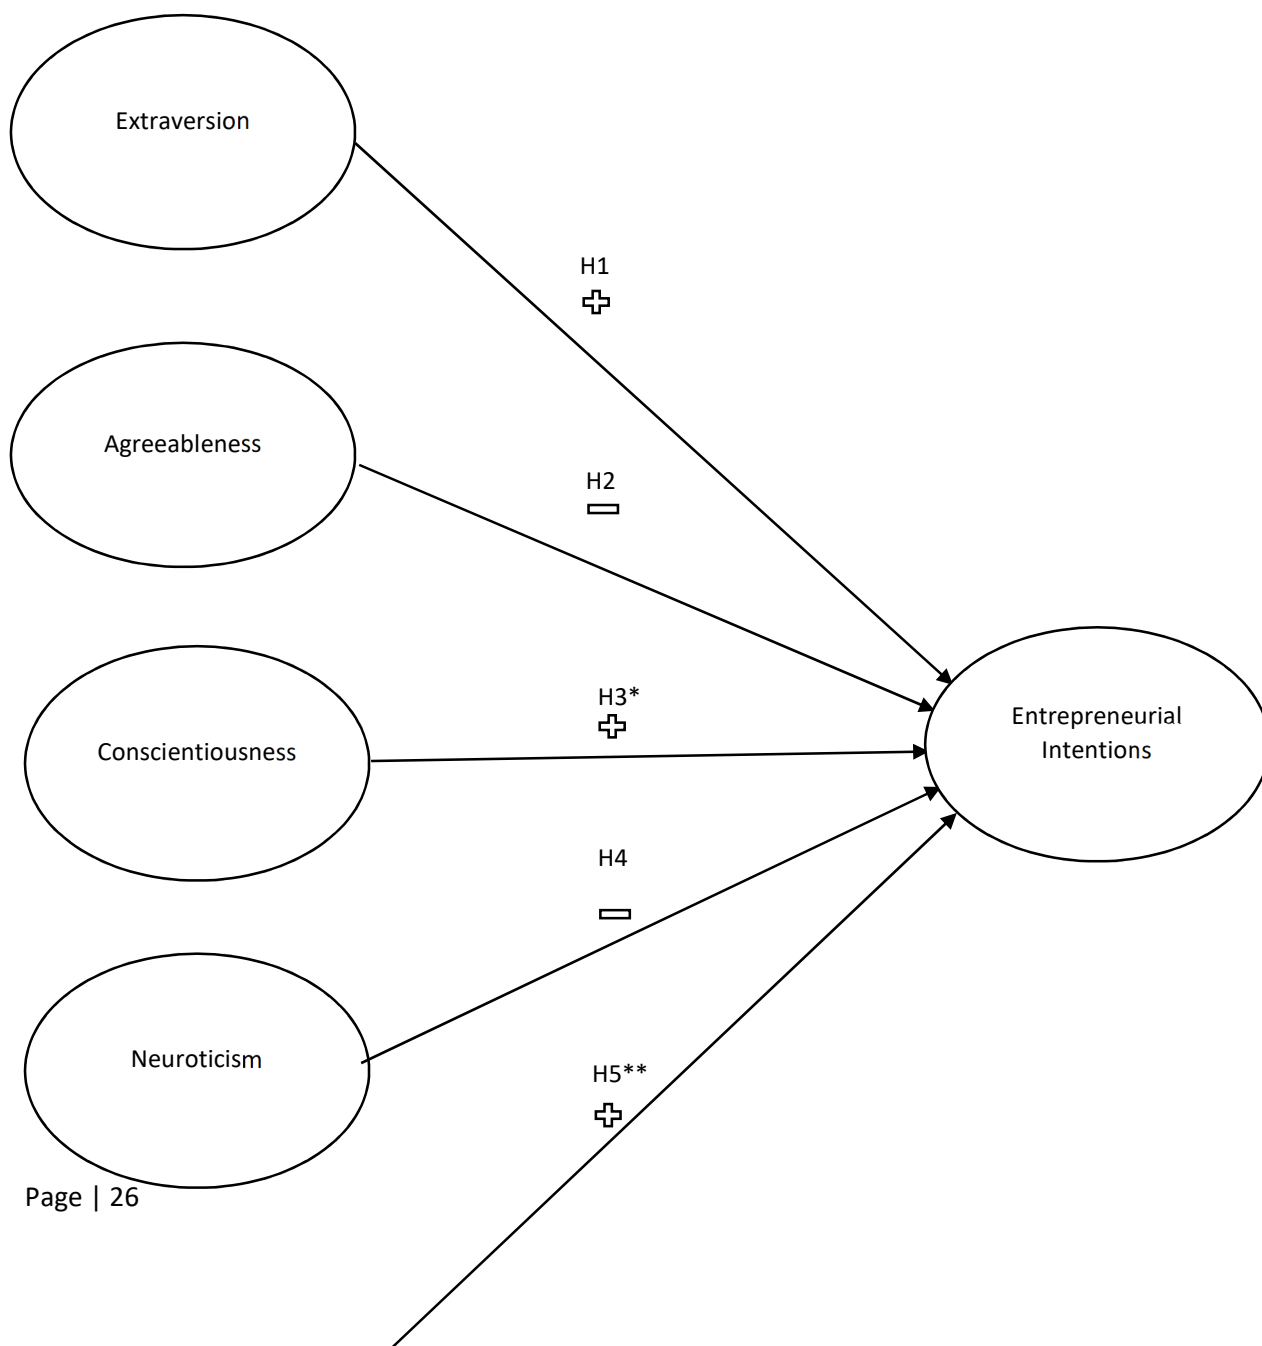 Extraversion
H1
Agreeableness
H2
H3*
Conscientiousness
Entrepreneurial
Intentions
H4
Neuroticism
H5**
Page | 26